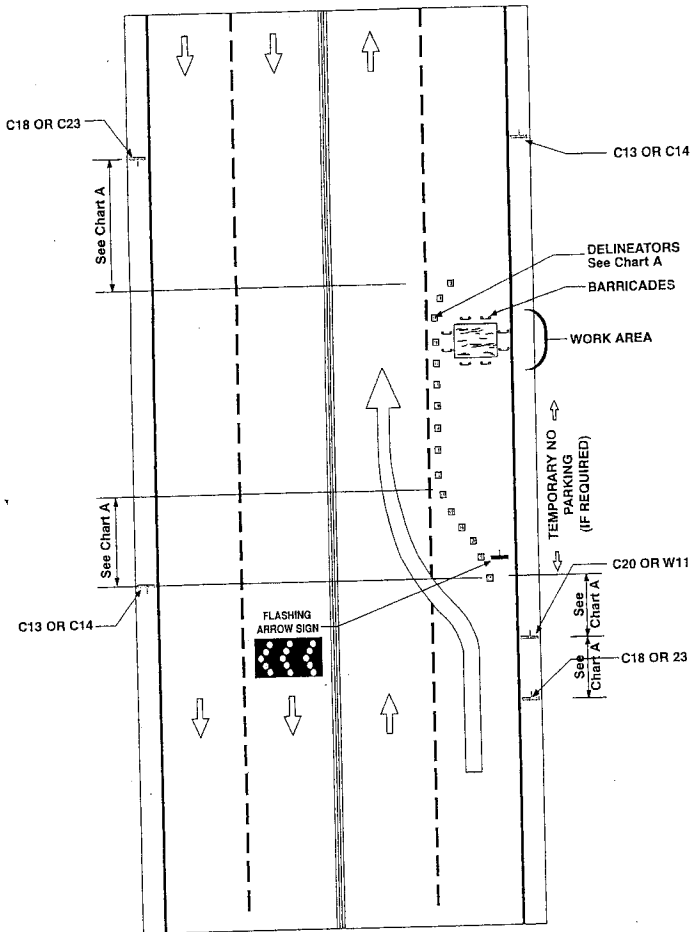 C18 OR C23
See Chart A
C13 OR C14
DELINEATORS
See Chart A
BARRICADES
WORK AREA
TEMPORARY NO
PARKING
(IF REQUIRED)
See Chart A
C13 OR C14
FLASHING
ARROW SIGN
C20 OR W11
See
Chart A
See
Chart A
C18 OR 23